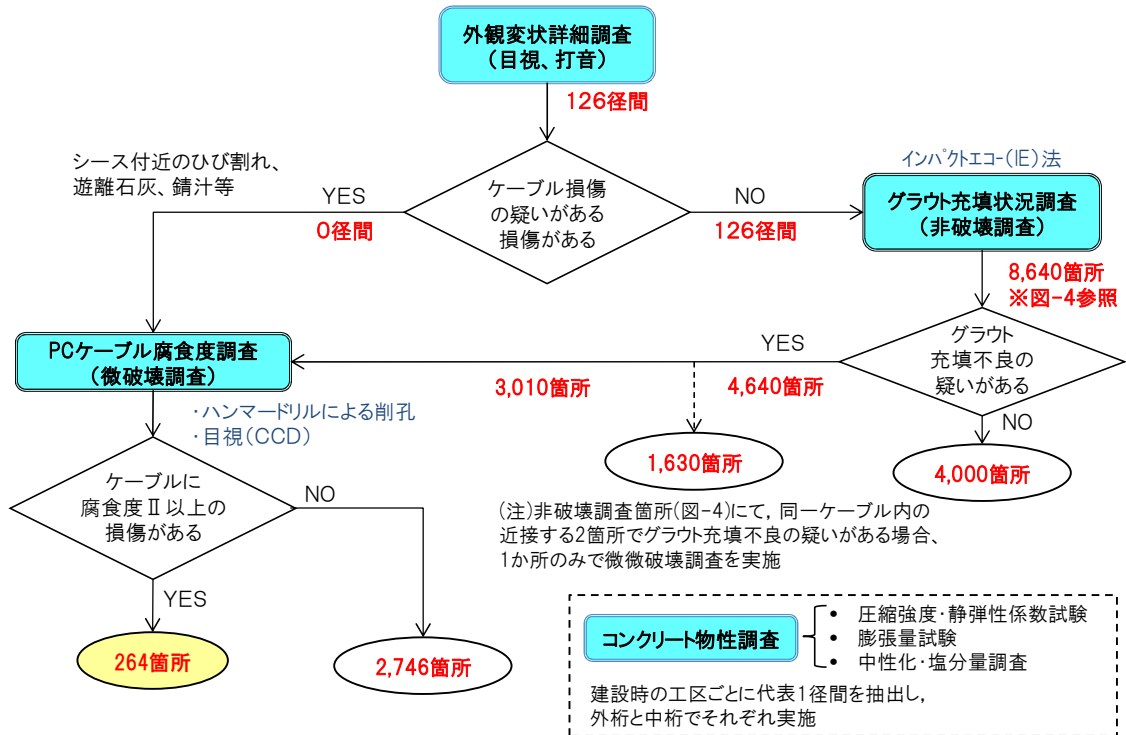 外観変状詳細調査
(目視、打音)
126径間
シース付近のひび割れ、
遊離石灰、錆汁等
YES
0径間
ケーブル損傷
の疑いがある
損傷がある
NO
126径間
インパクトエコｰ(IE)法
グラウト充填状況調査
(非破壊調査)
8,640箇所
※図-4参照
グラウト
充填不良の
疑いがある
YES
4,640箇所
3,010箇所
NO
1,630箇所
4,000箇所
PCケーブル腐食度調査
(微破壊調査)
・ハンマードリルによる削孔
・目視(CCD)
ケーブルに
腐食度Ⅱ以上の
損傷がある
NO
YES
264箇所
2,746箇所
(注)非破壊調査箇所(図-4)にて，同一ケーブル内の
近接する2箇所でグラウト充填不良の疑いがある場合、
1か所のみで微微破壊調査を実施
コンクリート物性調査
• 圧縮強度・静弾性係数試験
• 膨張量試験
• 中性化・塩分量調査
建設時の工区ごとに代表1径間を抽出し，
外桁と中桁でそれぞれ実施